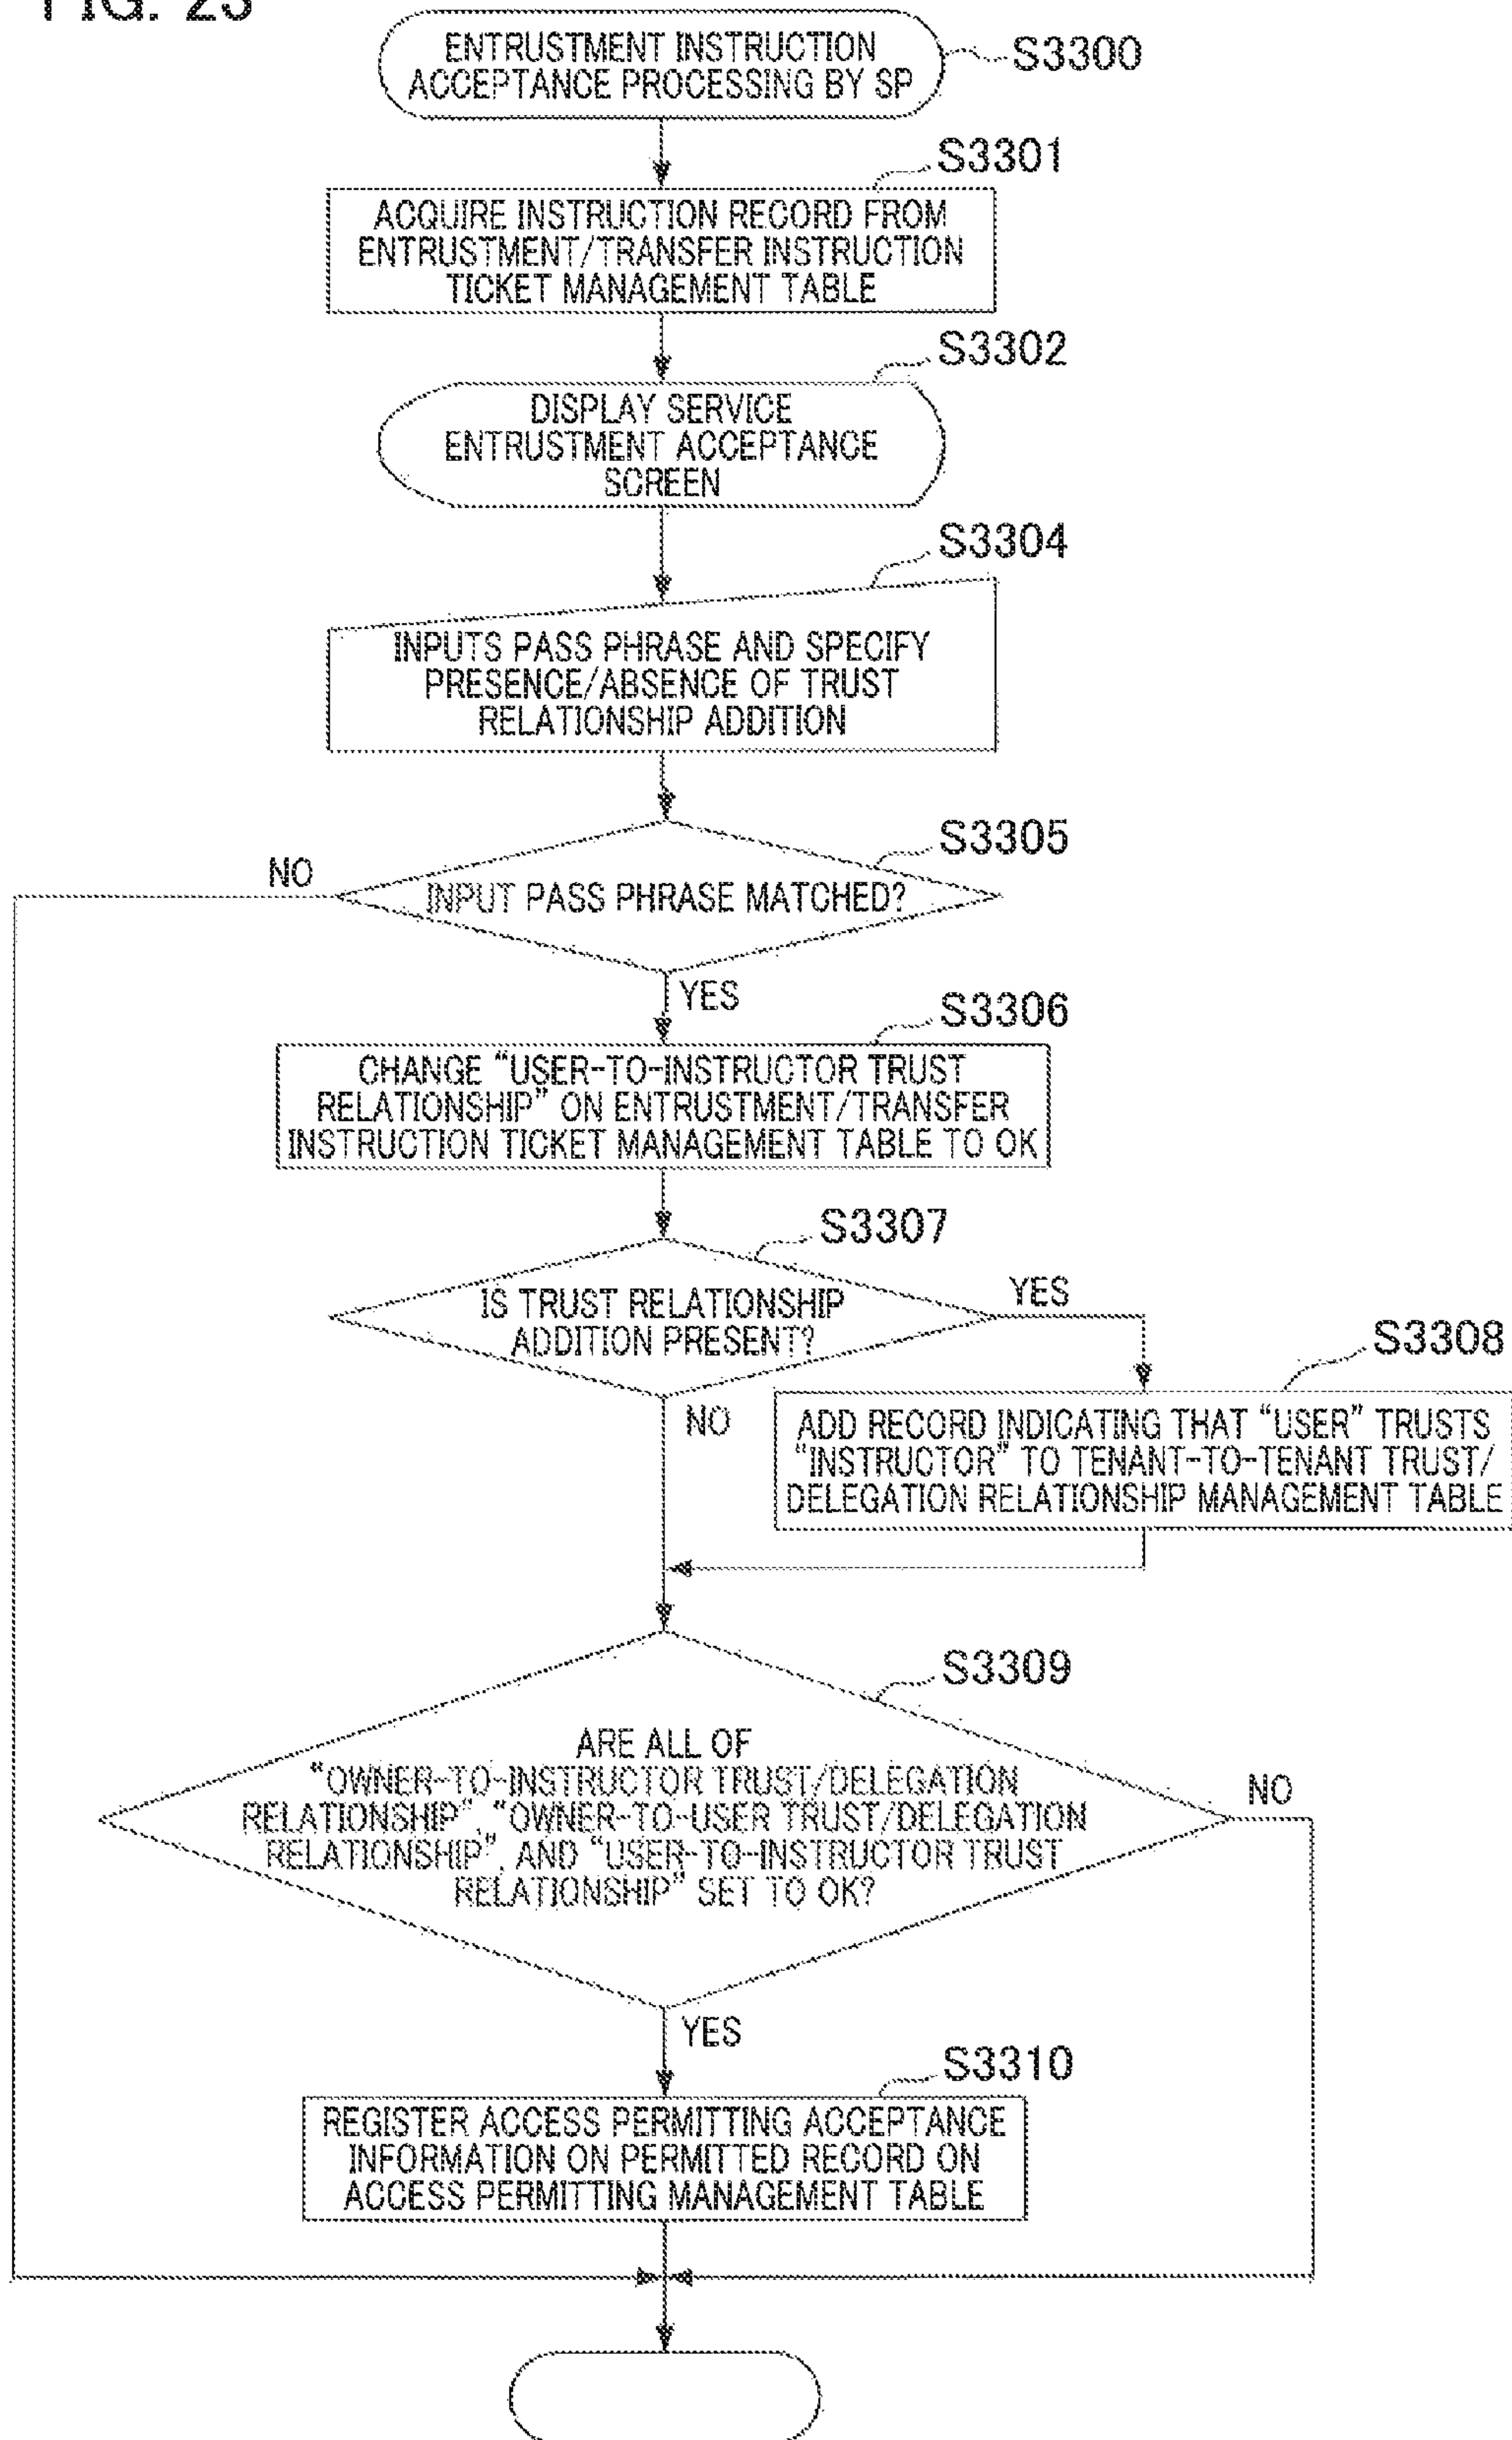 FIG. 23
ENTRUSTMENT INSTRUCTION
ACCEPTANCE PROCESSING BY SP
S3300
S3301
ACQUIRE INSTRUCTION RECORD FROM
ENTRUSTMENT/TRANSFER INSTRUCTION
TICKET MANAGEMENT TABLE
S3302
DISPLAY SERVICE
ENTRUSTMENT ACCEPTANCE
SCREEN
S3304
INPUTS PASS PHRASE AND SPECIFY
PRESENCE/ABSENCE OF TRUST
RELATIONSHIP ADDITION
S3305
NO
INPUT PASS PHRASE MATCHED?
YES
S3306
CHANGE “USER-TO-INSTRUCTOR TRUST
RELATIONSHIP” ON ENTRUSTMENT/TRANSFER
INSTRUCTION TICKET MANAGEMENT TABLE TO OK
S3307
IS TRUST RELATIONSHIP
ADDITION PRESENT?
YES
S3308
NO
ADD RECORD INDICATING THAT “USER” TRUSTS
“INSTRUCTOR” TO TENANT-TO-TENANT TRUST/
DELEGATION RELATIONSHIP MANAGEMENT TABLE
S3309
ARE ALL OF
“OWNER-TO-INSTRUCTOR TRUST/DELEGATION
RELATIONSHIP”, “OWNER-TO-USER TRUST/DELEGATION
RELATIONSHIP”, AND “USER-TO-INSTRUCTOR TRUST
RELATIONSHIP” SET TO OK?
NO
YES
S3310
REGISTER ACCESS PERMITTING ACCEPTANCE
INFORMATION ON PERMITTED RECORD ON
ACCESS PERMITTING MANAGEMENT TABLE